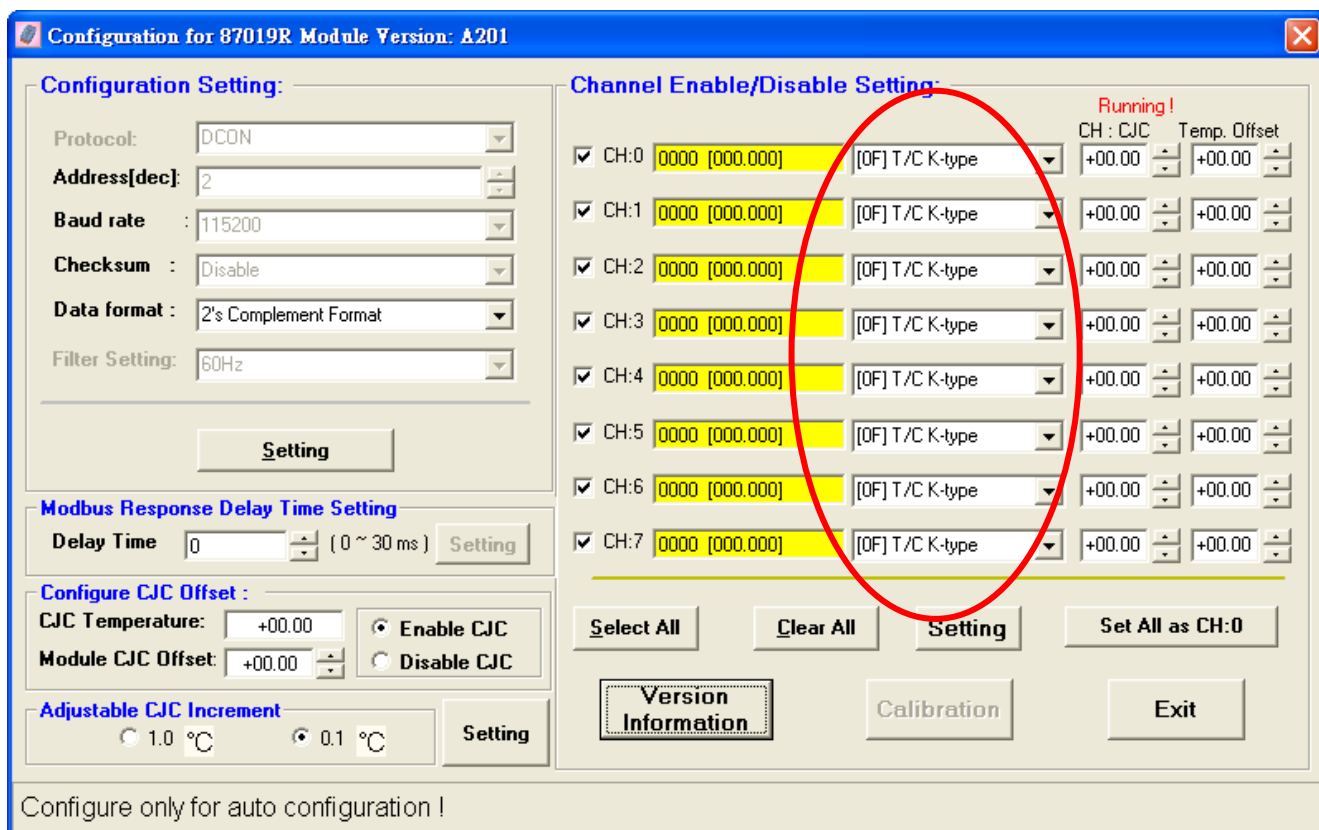 Configuration for 87019R Module Version: A201
Configuration Setting:
Protocol: DCON
Address[dec]: 2
Baud rate : 115200
Checksum : Disable
Data format : 2's Complement Format
Filter Setting: 60Hz
Setting
Modbus Response Delay Time Setting
Delay Time 0 ( 0 ~ 30 ms ) Setting
Configure CJC Offset :
CJC Temperature: +00.00
Module CJC Offset: +00.00
Enable CJC
Disable CJC
Adjustable CJC Increment
1.0 °C 0.1 °C
Setting
Channel Enable/Disable Setting:
Running !
CH : CJC Temp. Offset
CH:0 0000 [000.000] [0F] T/C K-type +00.00 +00.00
CH:1 0000 [000.000] [0F] T/C K-type +00.00 +00.00
CH:2 0000 [000.000] [0F] T/C K-type +00.00 +00.00
CH:3 0000 [000.000] [0F] T/C K-type +00.00 +00.00
CH:4 0000 [000.000] [0F] T/C K-type +00.00 +00.00
CH:5 0000 [000.000] [0F] T/C K-type +00.00 +00.00
CH:6 0000 [000.000] [0F] T/C K-type +00.00 +00.00
CH:7 0000 [000.000] [0F] T/C K-type +00.00 +00.00
Select All Clear All Setting Set All as CH:0
Version
Information
Calibration Exit
Configure only for auto configuration !